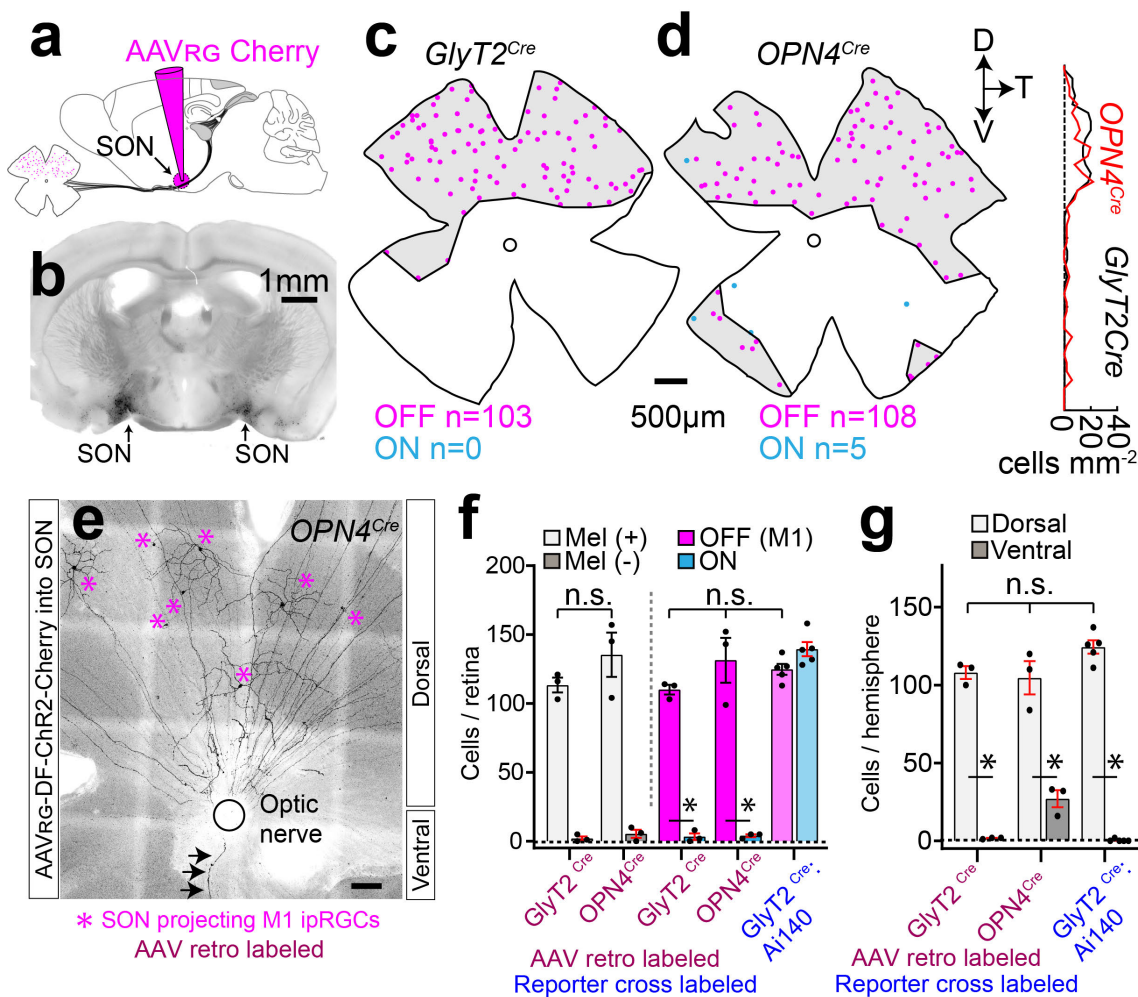 a
AAVRG Cherry
SON
b
1mm
SON
SON
c
GlyT2Cre
OFF n=103
ON n=0
500µm
d
OPN4Cre
OFF n=108
ON n=5
D
T
V
OPN4Cre
GlyT2Cre
0
20
40
cells mm-2
e
OPN4Cre
AAVRG-DF-ChR2-Cherry into SON
Dorsal
Ventral
Optic
nerve
* SON projecting M1 ipRGCs
AAV retro labeled
f
Mel (+)
Mel (-)
OFF (M1)
ON
Cells / retina
200
150
100
50
0
n.s.
n.s.
*
*
GlyT2Cre
OPN4Cre
GlyT2Cre
OPN4Cre
GlyT2Cre;
Ai140
AAV retro labeled
Reporter cross labeled
g
Dorsal
Ventral
Cells / hemisphere
150
100
50
0
n.s.
*
*
*
GlyT2Cre
OPN4Cre
GlyT2Cre;
Ai140
AAV retro labeled
Reporter cross labeled